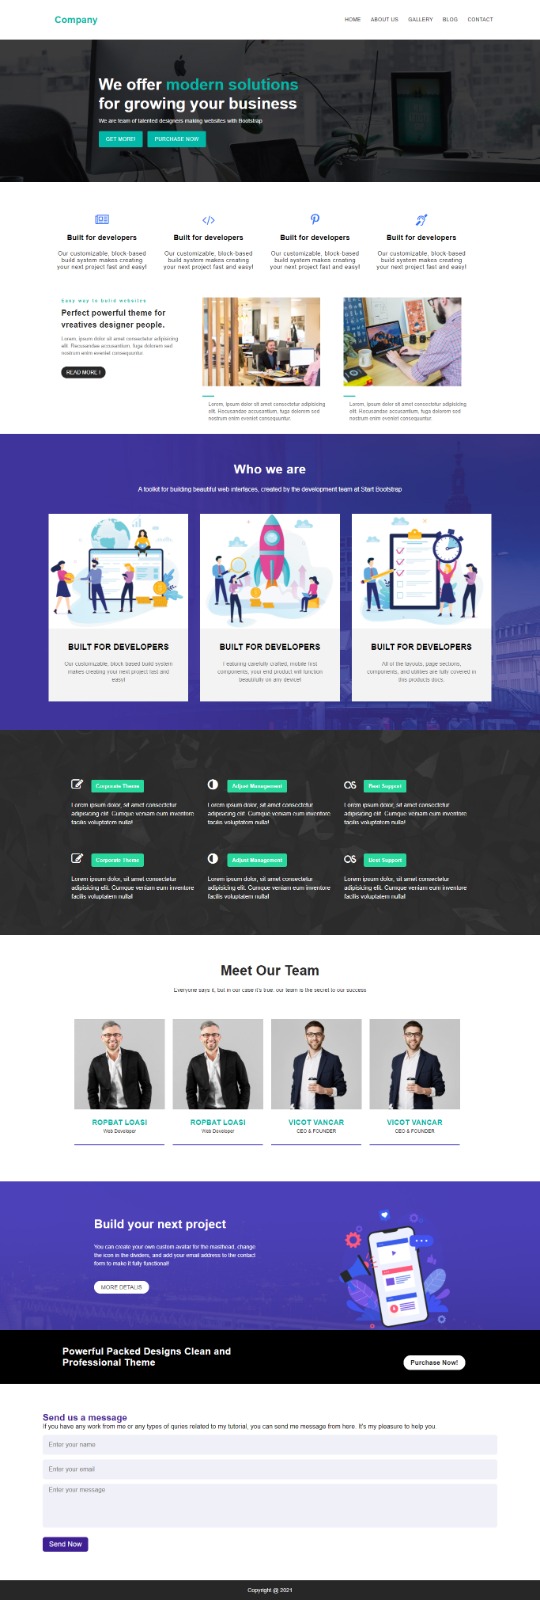 Company
HOME ABOUT US GALLERY BLOG CONTACT
We offer modern solutions
for growing your business
We are team of talented designers making websites with Bootstrap
GET MORE! PURCHASE NOW
Built for developers
Our customizable, block-based
build system makes creating
your next project fast and easy!
Built for developers
Our customizable, block-based
build system makes creating
your next project fast and easy!
Built for developers
Our customizable, block-based
build system makes creating
your next project fast and easy!
Built for developers
Our customizable, block-based
build system makes creating
your next project fast and easy!
Easy way to build websites
Perfect powerful theme for
vreatives designer people.
Lorem, ipsum dolor sit amet consectetur adipisicing
elit. Recusandae accusantium, fuga dolorem sed
nostrum enim eveniet consequuntur.
READ MORE !
Lorem, ipsum dolor sit amet consectetur adipisicing
elit. Recusandae accusantium, fuga dolorem sed
nostrum enim eveniet consequuntur.
Lorem, ipsum dolor sit amet consectetur adipisicing
elit. Recusandae accusantium, fuga dolorem sed
nostrum enim eveniet consequuntur.
Who we are
A toolkit for building beautiful web interfaces, created by the development team at Start Bootstrap
BUILT FOR DEVELOPERS
Our customizable, block-based build system
makes creating your next project fast and
easy!
BUILT FOR DEVELOPERS
Featuring carefully crafted, mobile first
components, your end product will function
beautifully on any device!
BUILT FOR DEVELOPERS
All of the layouts, page sections,
components, and utilities are fully covered in
this products docs.
Corporate Theme
Lorem ipsum dolor, sit amet consectetur
adipisicing elit. Cumque veniam eum inventore
facilis voluptatem nulla!
Adjust Management
Lorem ipsum dolor, sit amet consectetur
adipisicing elit. Cumque veniam eum inventore
facilis voluptatem nulla!
Best Support
Lorem ipsum dolor, sit amet consectetur
adipisicing elit. Cumque veniam eum inventore
facilis voluptatem nulla!
Corporate Theme
Lorem ipsum dolor, sit amet consectetur
adipisicing elit. Cumque veniam eum inventore
facilis voluptatem nulla!
Adjust Management
Lorem ipsum dolor, sit amet consectetur
adipisicing elit. Cumque veniam eum inventore
facilis voluptatem nulla!
Best Support
Lorem ipsum dolor, sit amet consectetur
adipisicing elit. Cumque veniam eum inventore
facilis voluptatem nulla!
Meet Our Team
Everyone says it, but in our case it's true: our team is the secret to our success
ROPBAT LOASI
Web Developer
ROPBAT LOASI
Web Developer
VICOT VANCAR
CEO & FOUNDER
VICOT VANCAR
CEO & FOUNDER
Build your next project
You can create your own custom avatar for the masthead, change
the icon in the dividers, and add your email address to the contact
form to make it fully functional!
MORE DETALIS
Powerful Packed Designs Clean and
Professional Theme
Purchase Now!
Send us a message
If you have any work from me or any types of quries related to my tutorial, you can send me message from here. It's my pleasure to help you.
Enter your name
Enter your email
Enter your message
Send Now
Copyright @ 2021